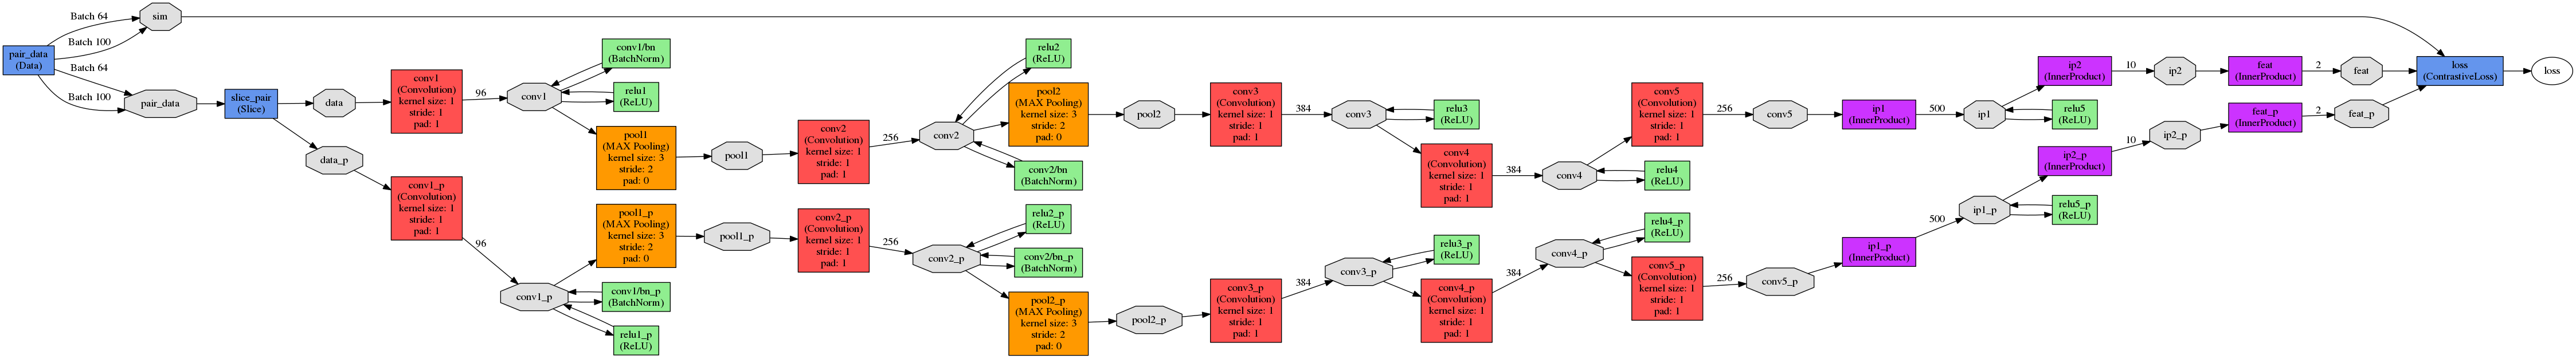 pair_data
(Data)
Batch 64
Batch 100
Batch 64
Batch 100
sim
pair_data
slice_pair
(Slice)
data
data_p
conv1
(Convolution)
kernel size: 1
stride: 1
pad: 1
96
conv1
conv1/bn
(BatchNorm)
relu1
(ReLU)
pool1
(MAX Pooling)
kernel size: 3
stride: 2
pad: 0
pool1
conv2
(Convolution)
kernel size: 1
stride: 1
pad: 1
256
conv2
relu2
(ReLU)
pool2
(MAX Pooling)
kernel size: 3
stride: 2
pad: 0
conv2/bn
(BatchNorm)
pool2
conv3
(Convolution)
kernel size: 1
stride: 1
pad: 1
384
conv3
relu3
(ReLU)
conv4
(Convolution)
kernel size: 1
stride: 1
pad: 1
384
conv4
conv5
(Convolution)
kernel size: 1
stride: 1
pad: 1
relu4
(ReLU)
256
conv5
ip1
(InnerProduct)
500
ip1
ip2
(InnerProduct)
relu5
(ReLU)
10
ip2
feat
(InnerProduct)
2
feat
loss
(ContrastiveLoss)
loss
conv1_p
(Convolution)
kernel size: 1
stride: 1
pad: 1
96
conv1_p
pool1_p
(MAX Pooling)
kernel size: 3
stride: 2
pad: 0
conv1/bn_p
(BatchNorm)
relu1_p
(ReLU)
pool1_p
conv2_p
(Convolution)
kernel size: 1
stride: 1
pad: 1
256
conv2_p
relu2_p
(ReLU)
conv2/bn_p
(BatchNorm)
pool2_p
(MAX Pooling)
kernel size: 3
stride: 2
pad: 0
pool2_p
conv3_p
(Convolution)
kernel size: 1
stride: 1
pad: 1
384
conv3_p
relu3_p
(ReLU)
conv4_p
(Convolution)
kernel size: 1
stride: 1
pad: 1
384
conv4_p
relu4_p
(ReLU)
conv5_p
(Convolution)
kernel size: 1
stride: 1
pad: 1
256
conv5_p
ip1_p
(InnerProduct)
500
ip1_p
ip2_p
(InnerProduct)
relu5_p
(ReLU)
10
ip2_p
feat_p
(InnerProduct)
2
feat_p